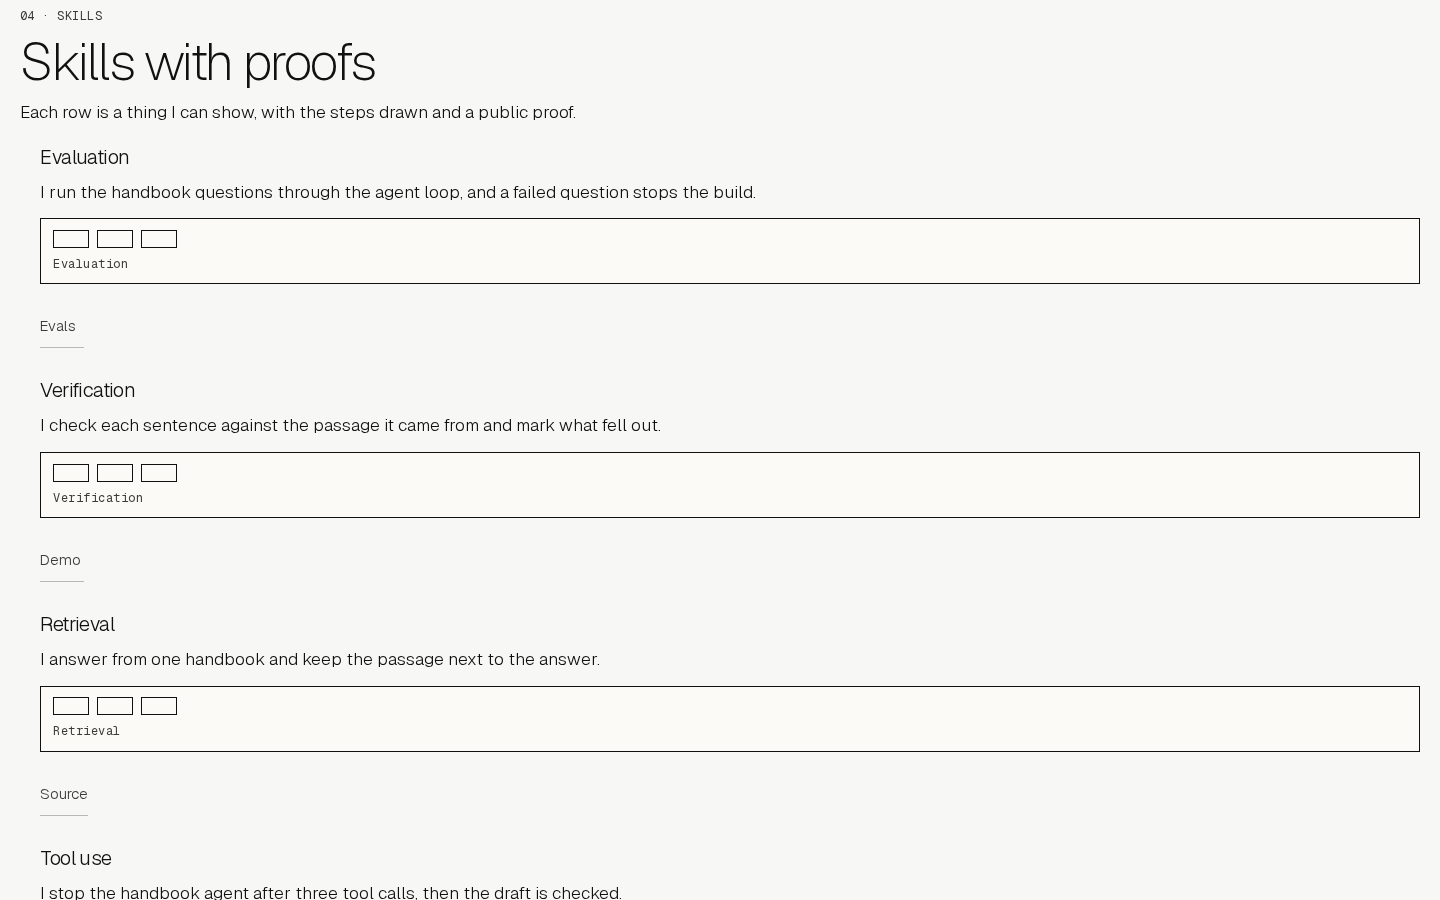 04 · SKILLS
Skills with proofs
Each row is a thing I can show, with the steps drawn and a public proof.
Evaluation
I run the handbook questions through the agent loop, and a failed question stops the build.
Evaluation
Evals
Verification
I check each sentence against the passage it came from and mark what fell out.
Verification
Demo
Retrieval
I answer from one handbook and keep the passage next to the answer.
Retrieval
Source
Tool use
I stop the handbook agent after three tool calls, then the draft is checked.